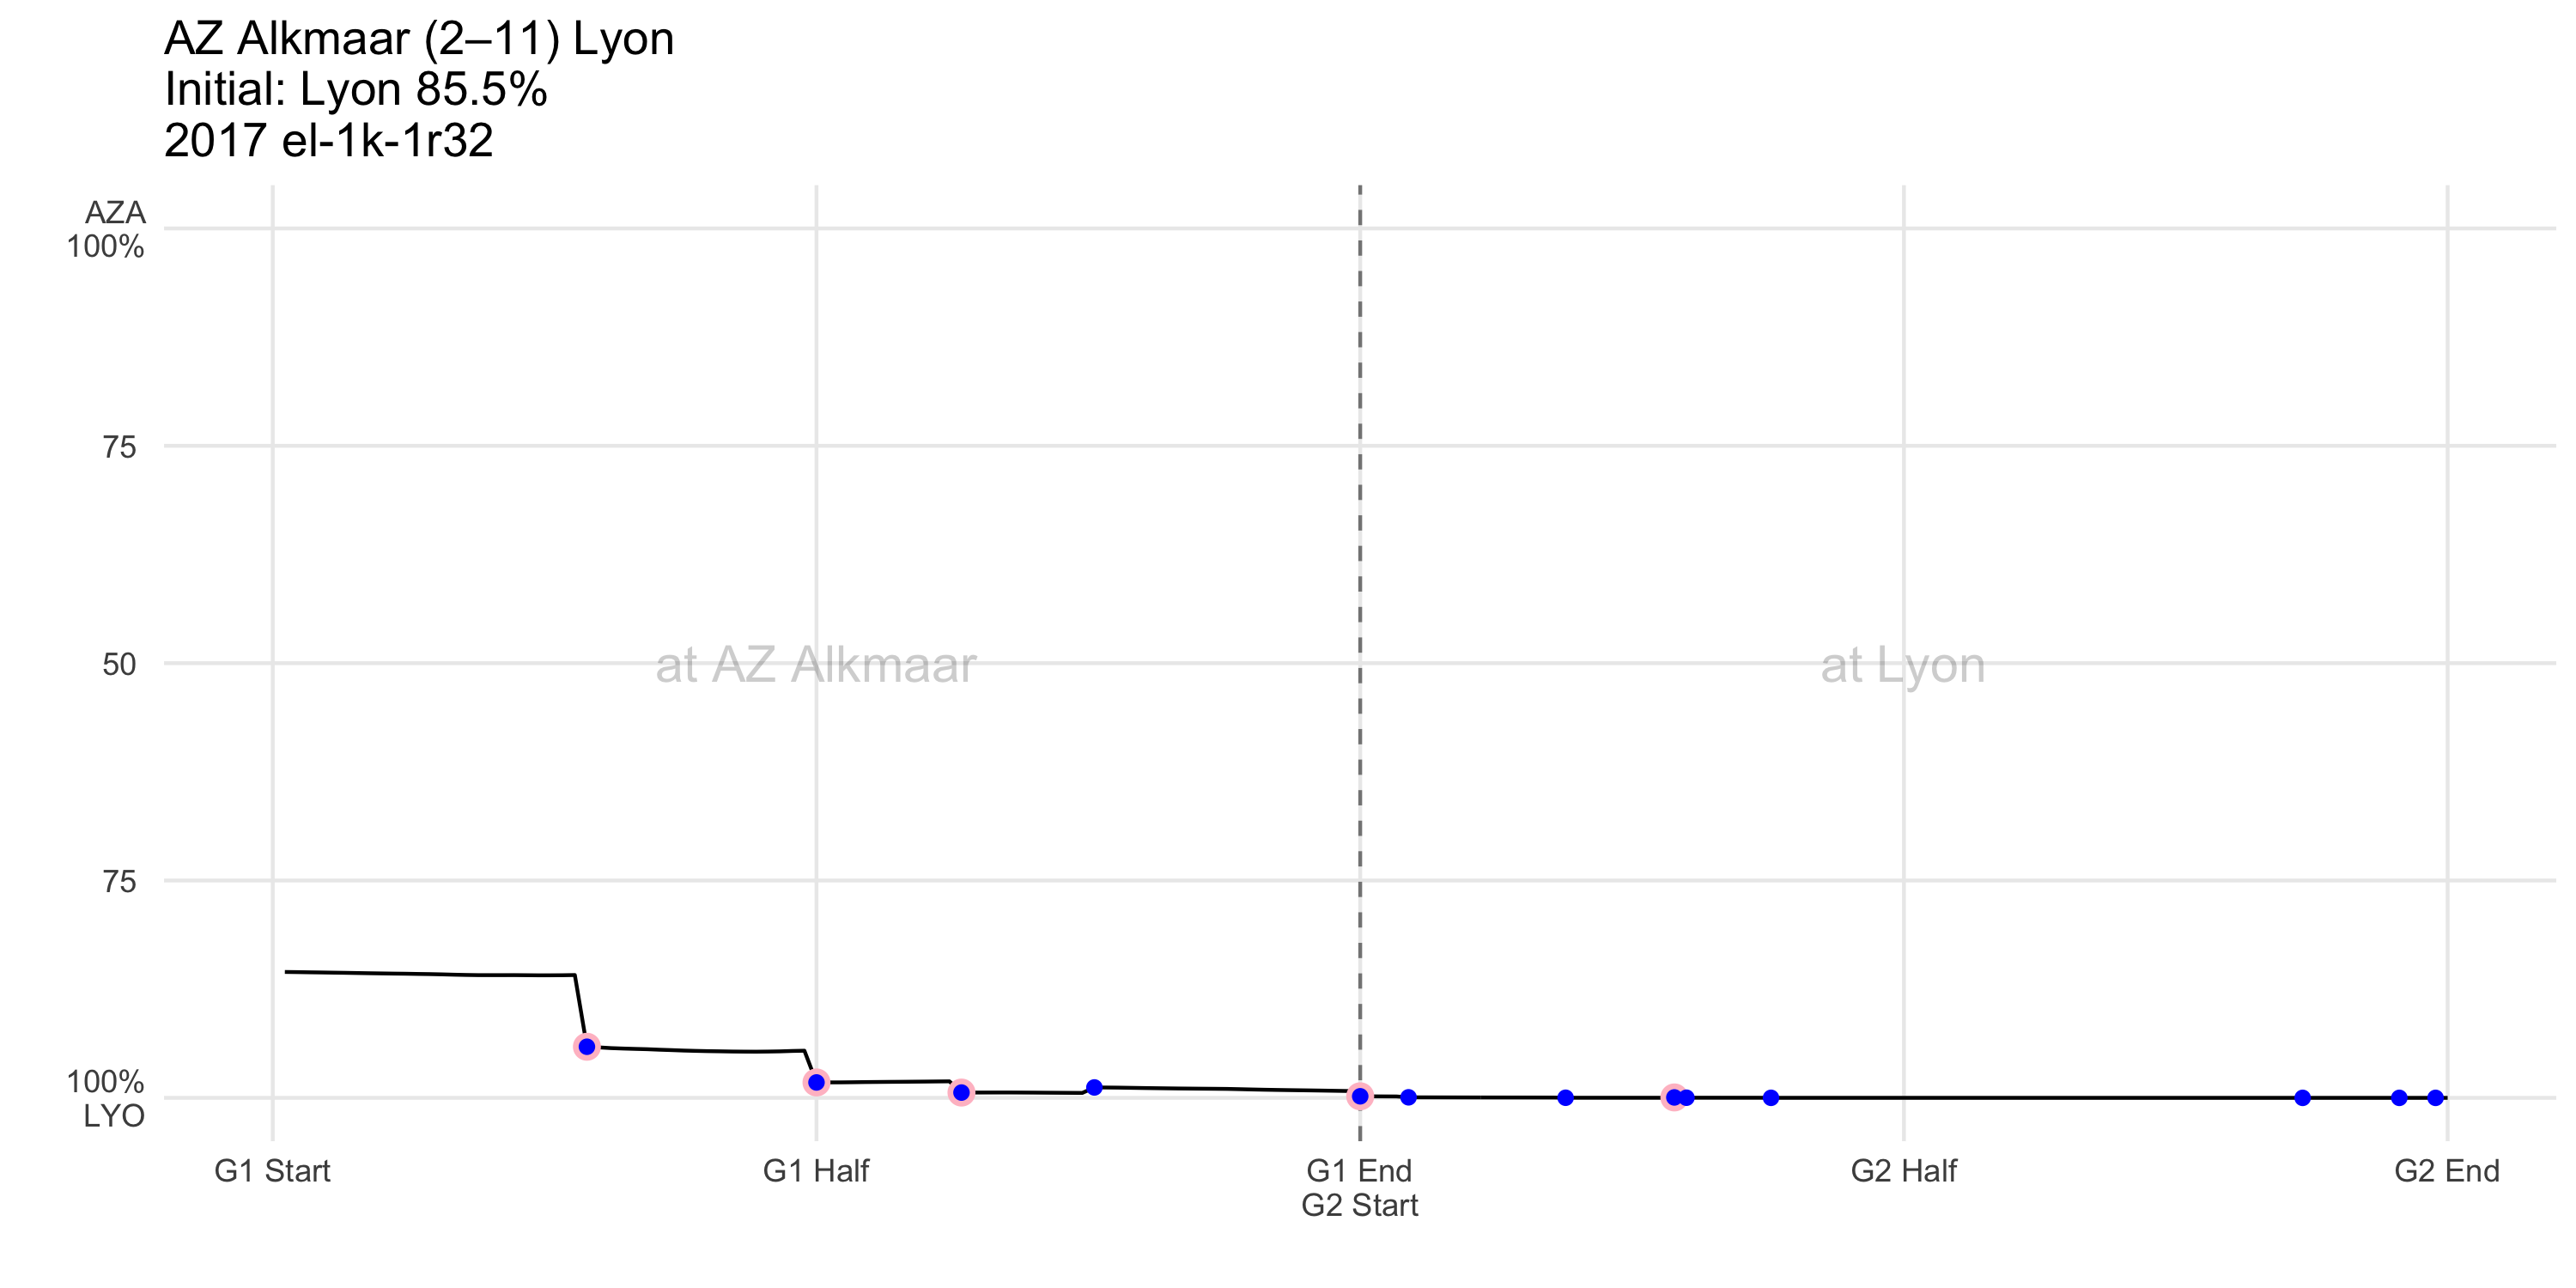 AZ Alkmaar (2–11) Lyon
Initial: Lyon 85.5%
2017 el-1k-1r32
AZA
100%
75
50
75
100%
LYO
at AZ Alkmaar
at Lyon
G1 Start
G1 Half
G1 End
G2 Start
G2 Half
G2 End